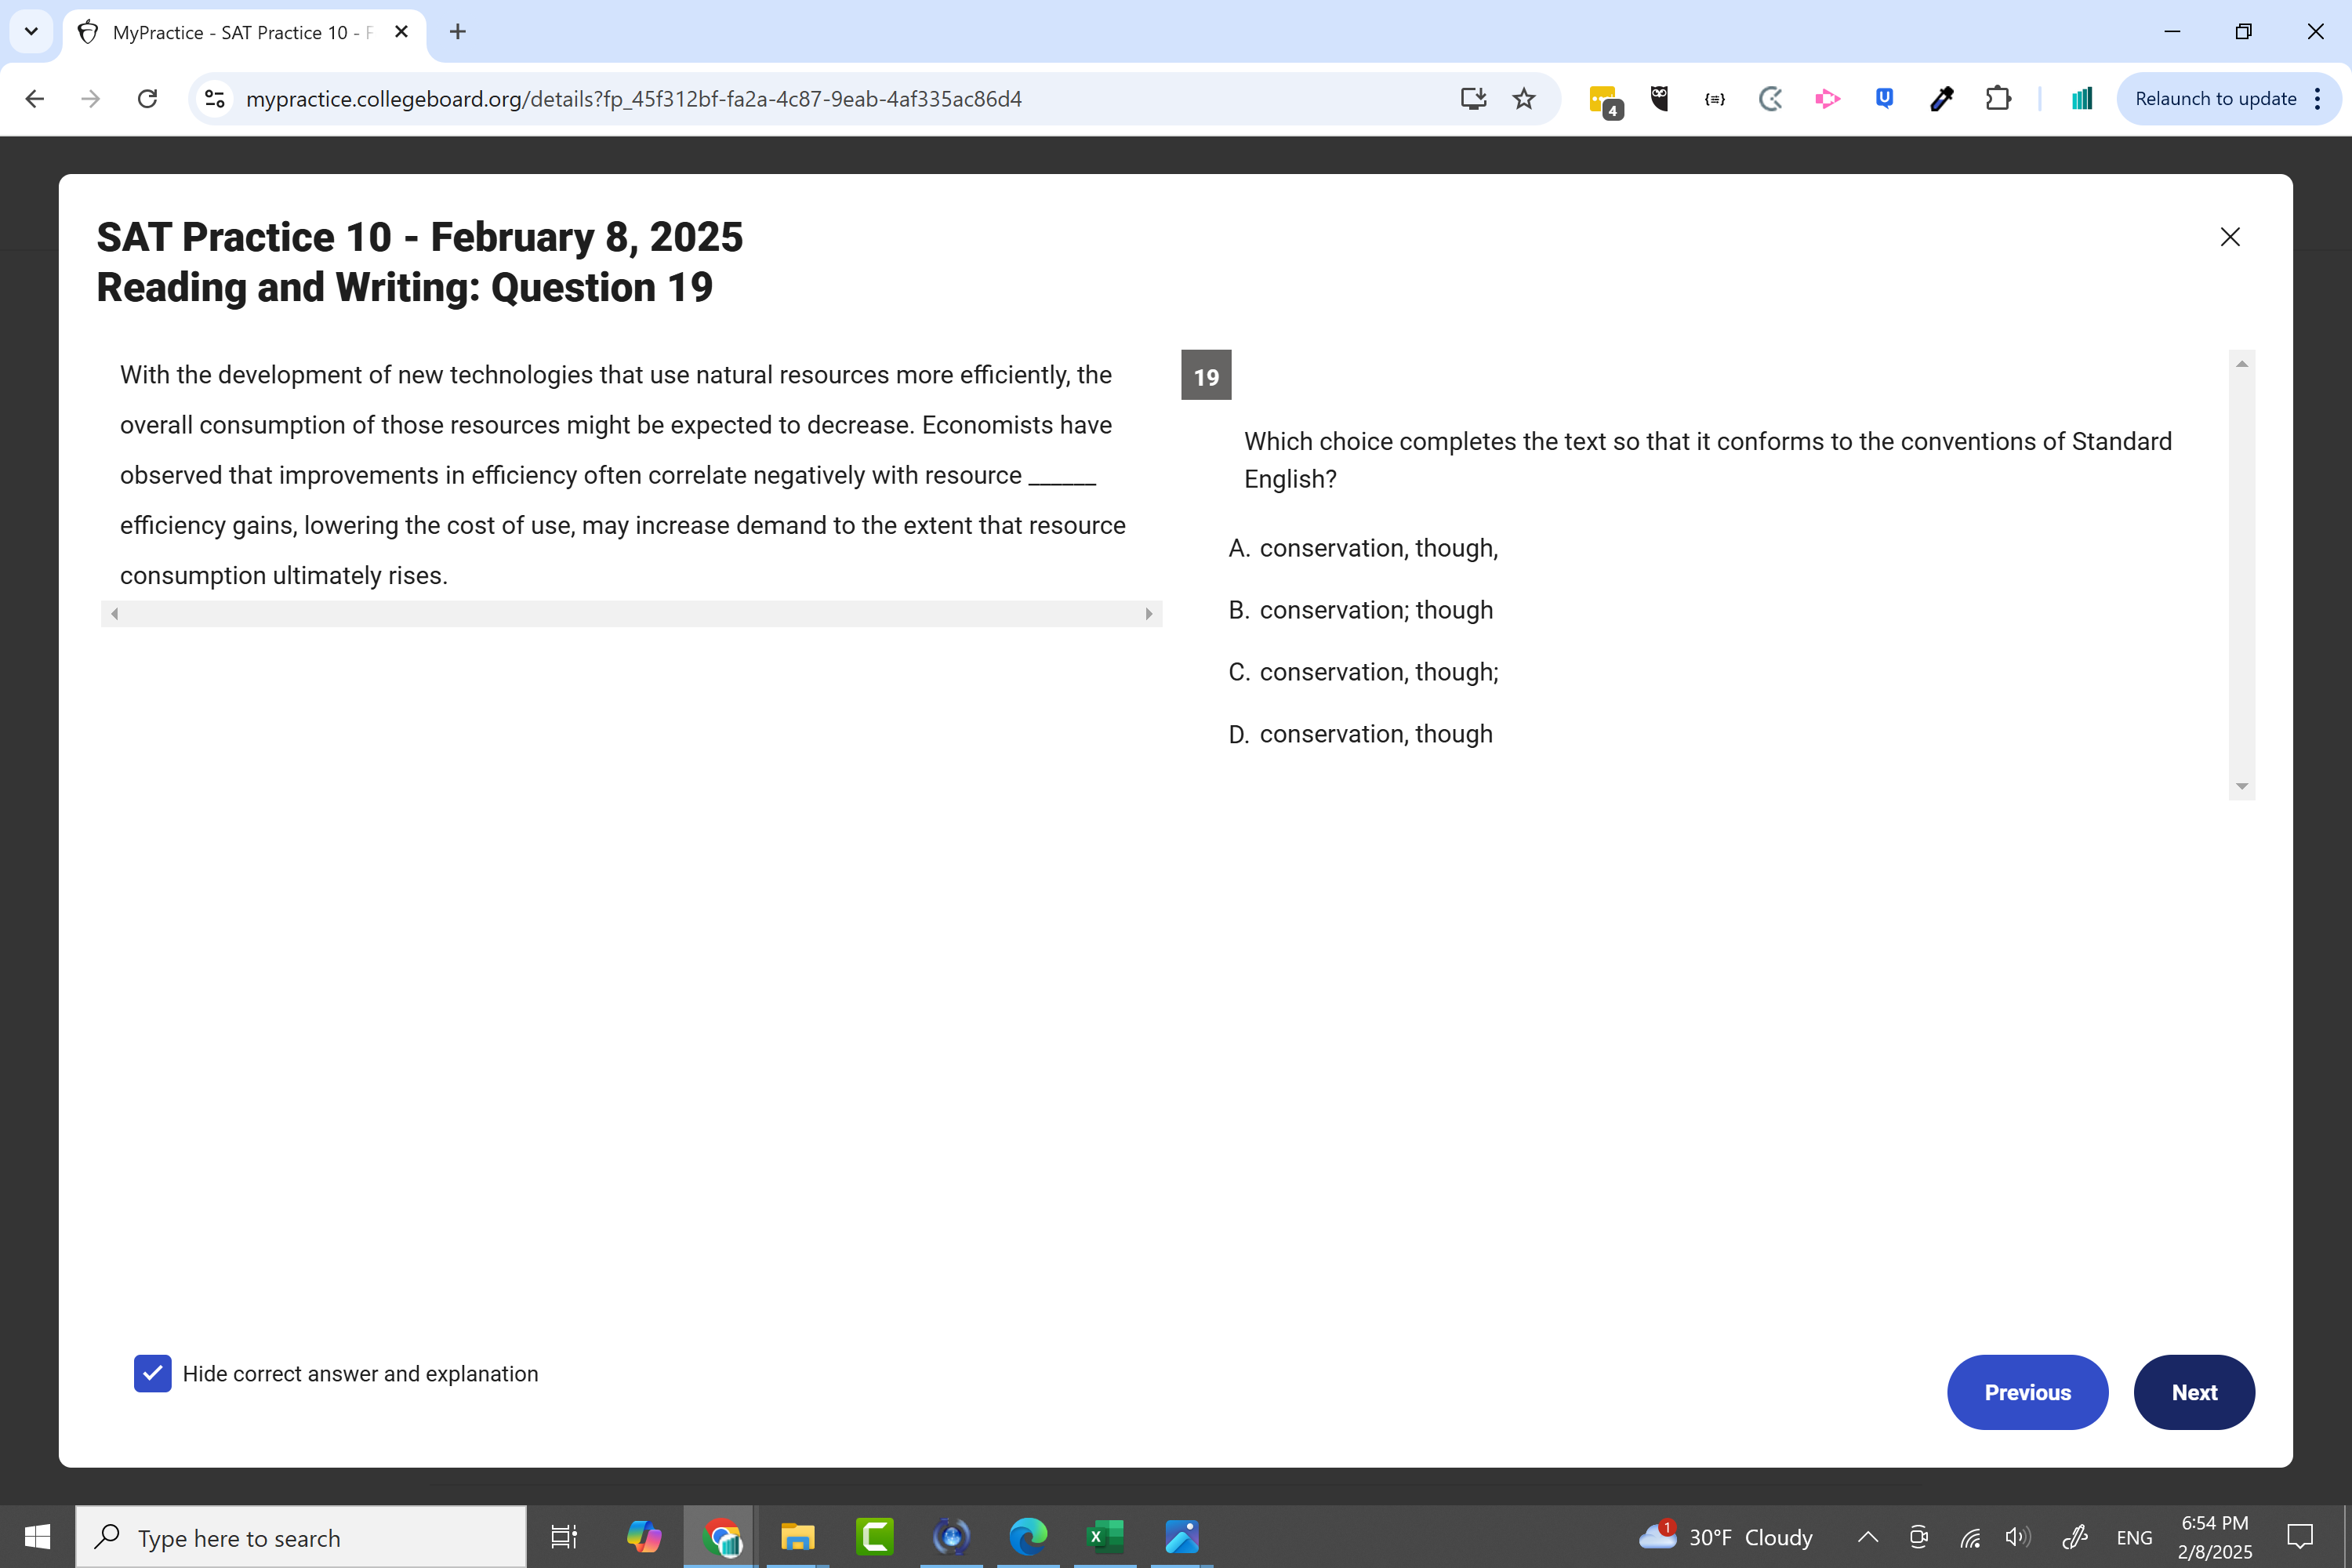 MyPractice - SAT Practice 10 - F
mypractice.collegeboard.org/details?fp_45f312bf-fa2a-4c87-9eab-4af335ac86d4
4
{≡}
U
Relaunch to update
SAT Practice 10 - February 8, 2025
Reading and Writing: Question 19
With the development of new technologies that use natural resources more efficiently, the
overall consumption of those resources might be expected to decrease. Economists have
observed that improvements in efficiency often correlate negatively with resource ______
efficiency gains, lowering the cost of use, may increase demand to the extent that resource
consumption ultimately rises.
19
Which choice completes the text so that it conforms to the conventions of Standard
English?
A. conservation, though,
B. conservation; though
C. conservation, though;
D. conservation, though
Hide correct answer and explanation
Previous
Next
Type here to search
1
30°F Cloudy
ENG
6:54 PM
2/8/2025